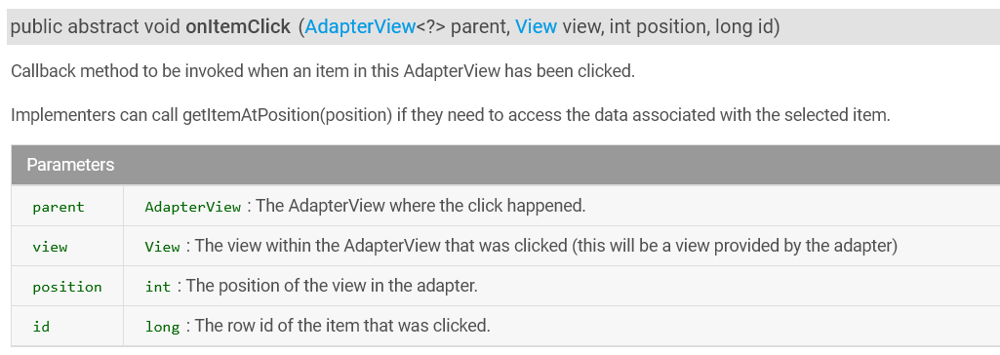 public abstract void onItemClick (AdapterView<?> parent, View view, int position, long id)
Callback method to be invoked when an item in this AdapterView has been clicked.
Implementers can call getItemAtPosition(position) if they need to access the data associated with the selected item.
Parameters
parent AdapterView : The AdapterView where the click happened.
view View : The view within the AdapterView that was clicked (this will be a view provided by the adapter)
position int : The position of the view in the adapter.
id long : The row id of the item that was clicked.